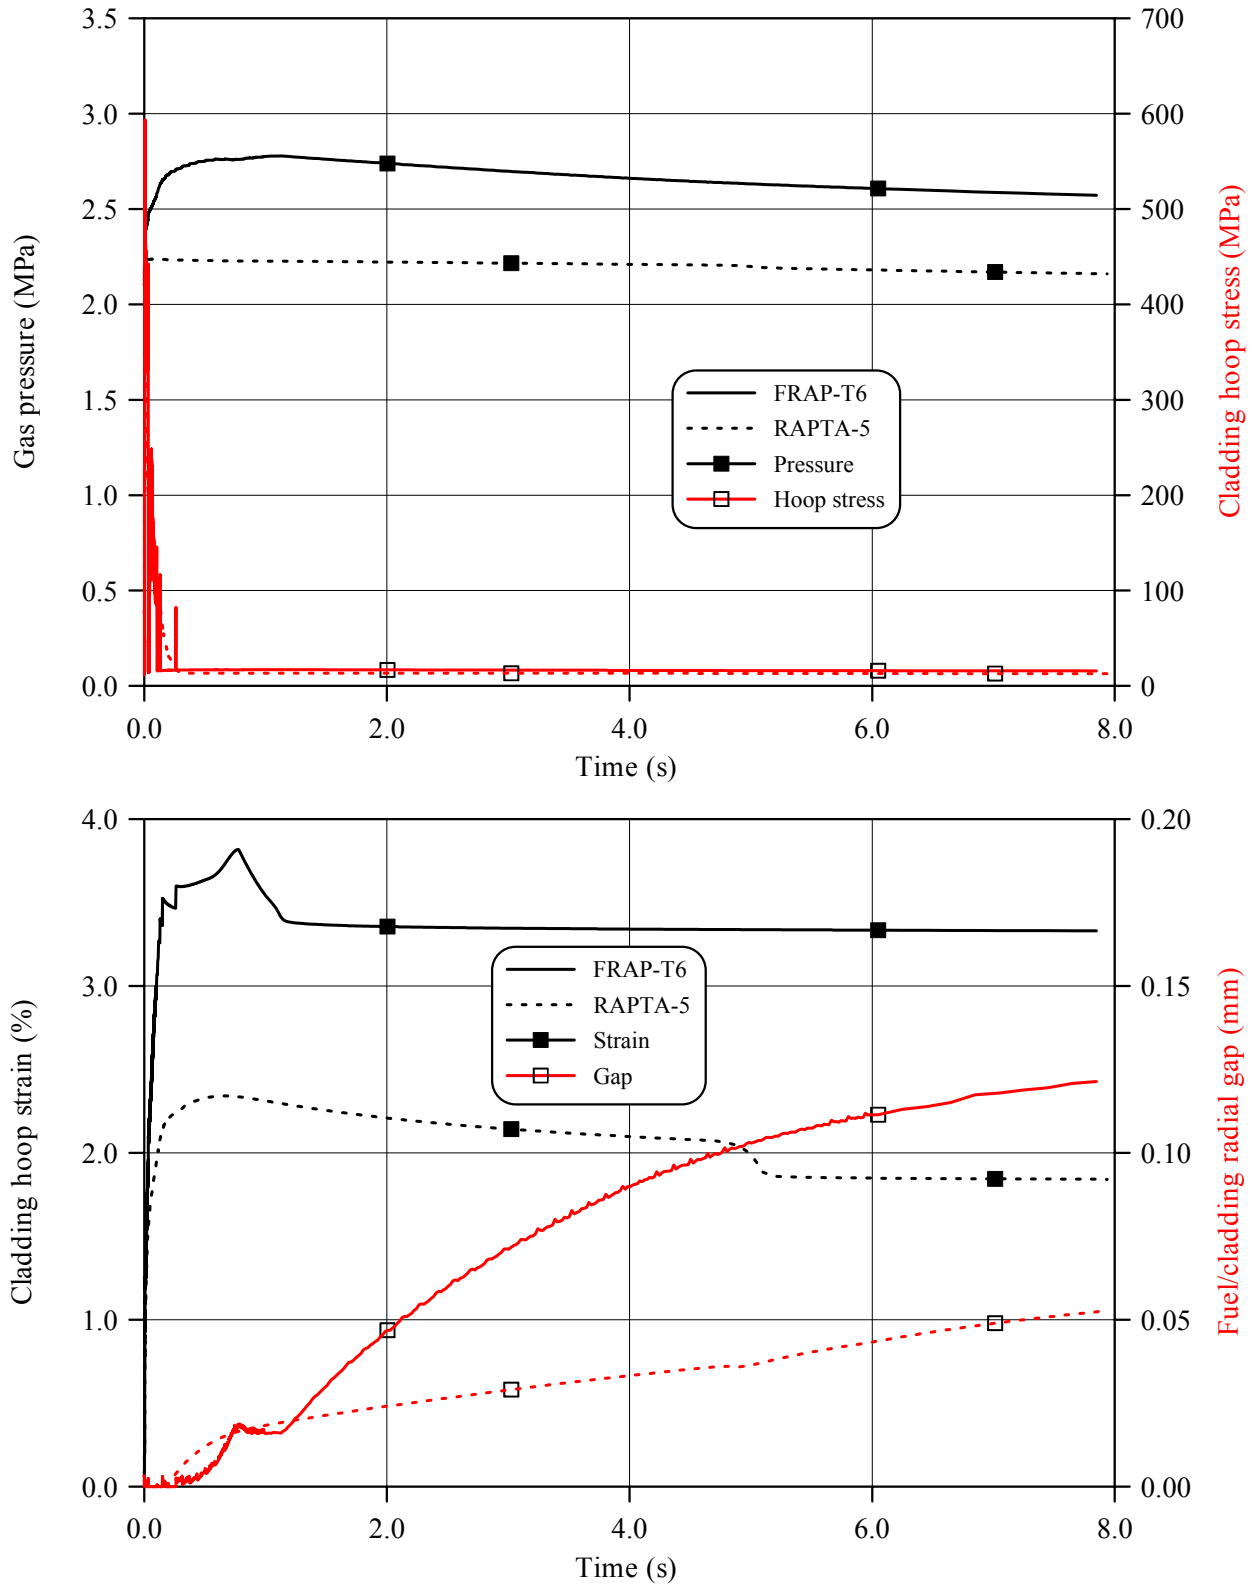 3.5
3.0
2.5
2.0
1.5
1.0
0.5
0.0
Gas pressure (MPa)
700
600
500
400
300
200
100
0
Cladding hoop stress (MPa)
FRAP-T6
RAPTA-5
Pressure
Hoop stress
0.0 2.0 4.0 6.0 8.0
Time (s)
4.0
3.0
2.0
1.0
0.0
Cladding hoop strain (%)
0.20
0.15
0.10
0.05
0.00
Fuel/cladding radial gap (mm)
FRAP-T6
RAPTA-5
Strain
Gap
0.0 2.0 4.0 6.0 8.0
Time (s)